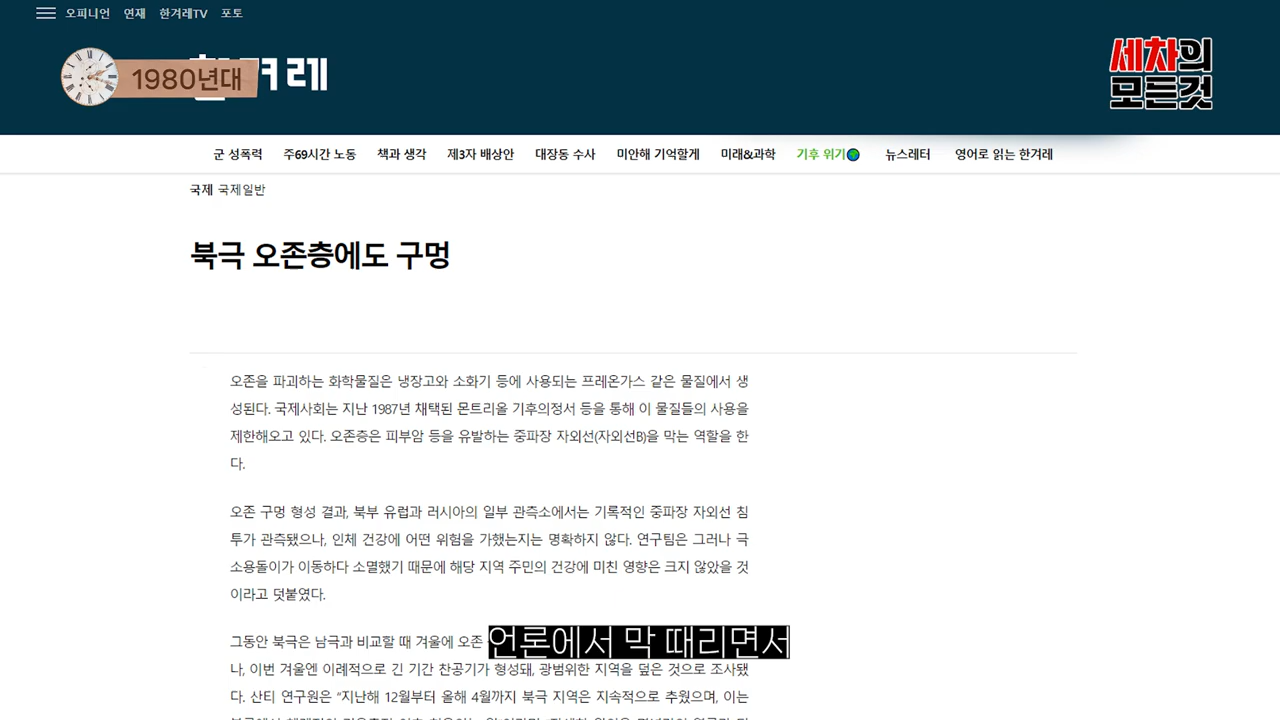 오피니언 연재 한겨레TV 포토
1980년대
겨레
세차의
모든것
군 성폭력 주69시간 노동 책과 생각 제3자 배상안 대장동 수사 미안해 기억할게 미래&과학 기후 위기 뉴스레터 영어로 읽는 한겨레
국제 국제일반
북극 오존층에도 구멍
오존을 파괴하는 화학물질은 냉장고와 소화기 등에 사용되는 프레온가스 같은 물질에서 생
성된다. 국제사회는 지난 1987년 채택된 몬트리올 기후의정서 등을 통해 이 물질들의 사용을
제한해오고 있다. 오존층은 피부암 등을 유발하는 중파장 자외선(자외선B)을 막는 역할을 한
다.
오존 구멍 형성 결과, 북부 유럽과 러시아의 일부 관측소에서는 기록적인 중파장 자외선 침
투가 관측됐으나, 인체 건강에 어떤 위험을 가했는지는 명확하지 않다. 연구팀은 그러나 극
소용돌이가 이동하다 소멸했기 때문에 해당 지역 주민의 건강에 미친 영향은 크지 않았을 것
이라고 덧붙였다.
그동안 북극은 남극과 비교할 때 겨울에 오존
언론에서 막 때리면서
나, 이번 겨울엔 이례적으로 긴 기간 찬공기가 형성돼, 광범위한 지역을 덮은 것으로 조사됐
다. 산티 연구원은 "지난해 12월부터 올해 4월까지 북극 지역은 지속적으로 추웠으며, 이는